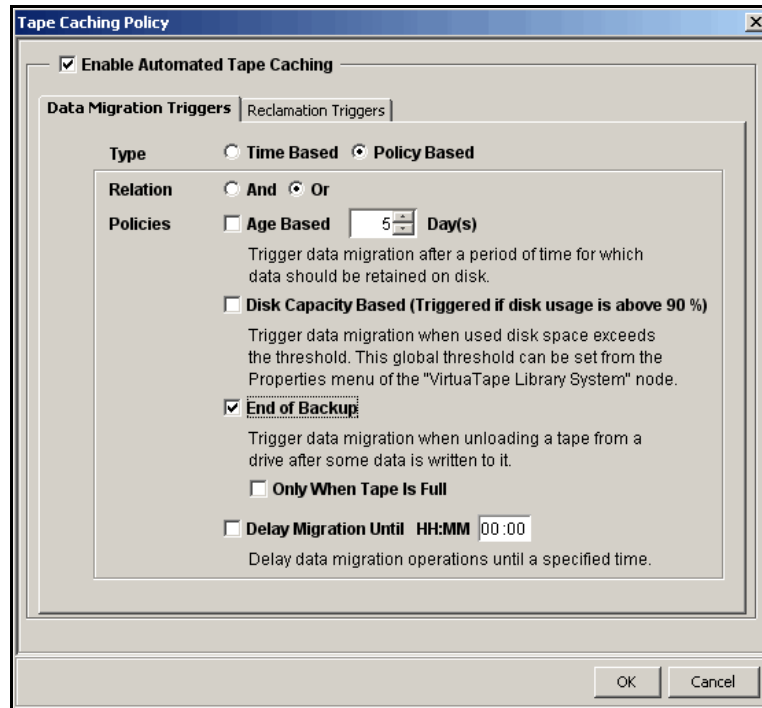 Tape Caching Policy
Enable Automated Tape Caching
Data Migration Triggers Reclamation Triggers
Type Time Based Policy Based
Relation And Or
Policies Age Based 5 Day(s)
Trigger data migration after a period of time for which
data should be retained on disk.
Disk Capacity Based (Triggered if disk usage is above 90 %)
Trigger data migration when used disk space exceeds
the threshold. This global threshold can be set from the
Properties menu of the "VirtuaTape Library System" node.
End of Backup
Trigger data migration when unloading a tape from a
drive after some data is written to it.
Only When Tape Is Full
Delay Migration Until HH:MM 00:00
Delay data migration operations until a specified time.
OK Cancel